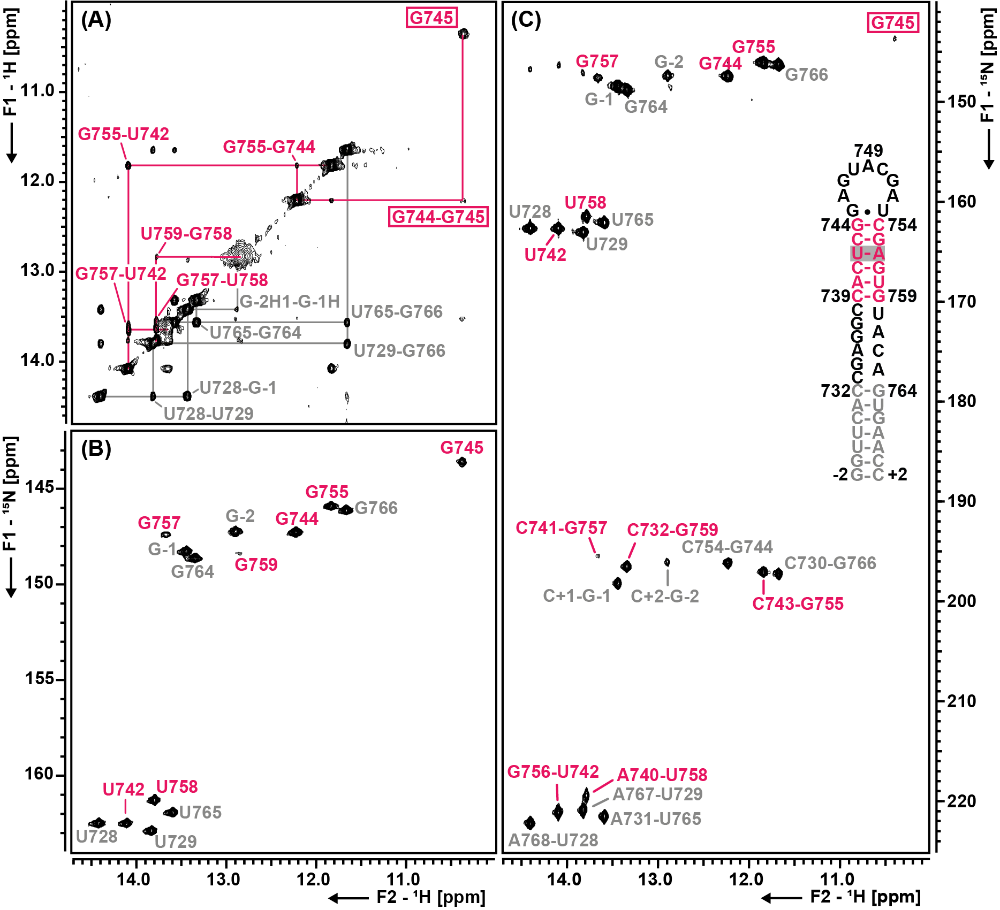 (A)
G745
F1 - ¹H [ppm]
11.0
12.0
13.0
14.0
G755-U742
G755-G744
G744-G745
U759-G758
G757-U742
G757-U758
G-2H1-G-1H
U765-G766
U765-G764
U729-G766
U728-G-1
U728-U729
(B)
G745
F1 - ¹⁵N [ppm]
145
150
155
160
G755
G766
G-2
G744
G757
G-1
G764
G759
U742
U758
U765
U728
U729
14.0
13.0
12.0
11.0
F2 - ¹H [ppm]
(C)
G745
F1 - ¹⁵N [ppm]
150
160
170
180
190
200
210
220
G755
G757
G-2
G744
G766
G-1
G764
U758
U728
U765
U729
U742
749
U A C
G G
A A
G • U
744 G-C 754
C-G
U-A
C-G
A-U
739 C-G 759
C U
G
G A
A C
G A
C
732 C-G 764
A-U
C-G
U-A
U-A
G-C
-2 G-C +2
C741-G757
C732-G759
C754-G744
C730-G766
C+1-G-1
C+2-G-2
C743-G755
G756-U742
A740-U758
A767-U729
A731-U765
A768-U728
14.0
13.0
12.0
11.0
F2 - ¹H [ppm]